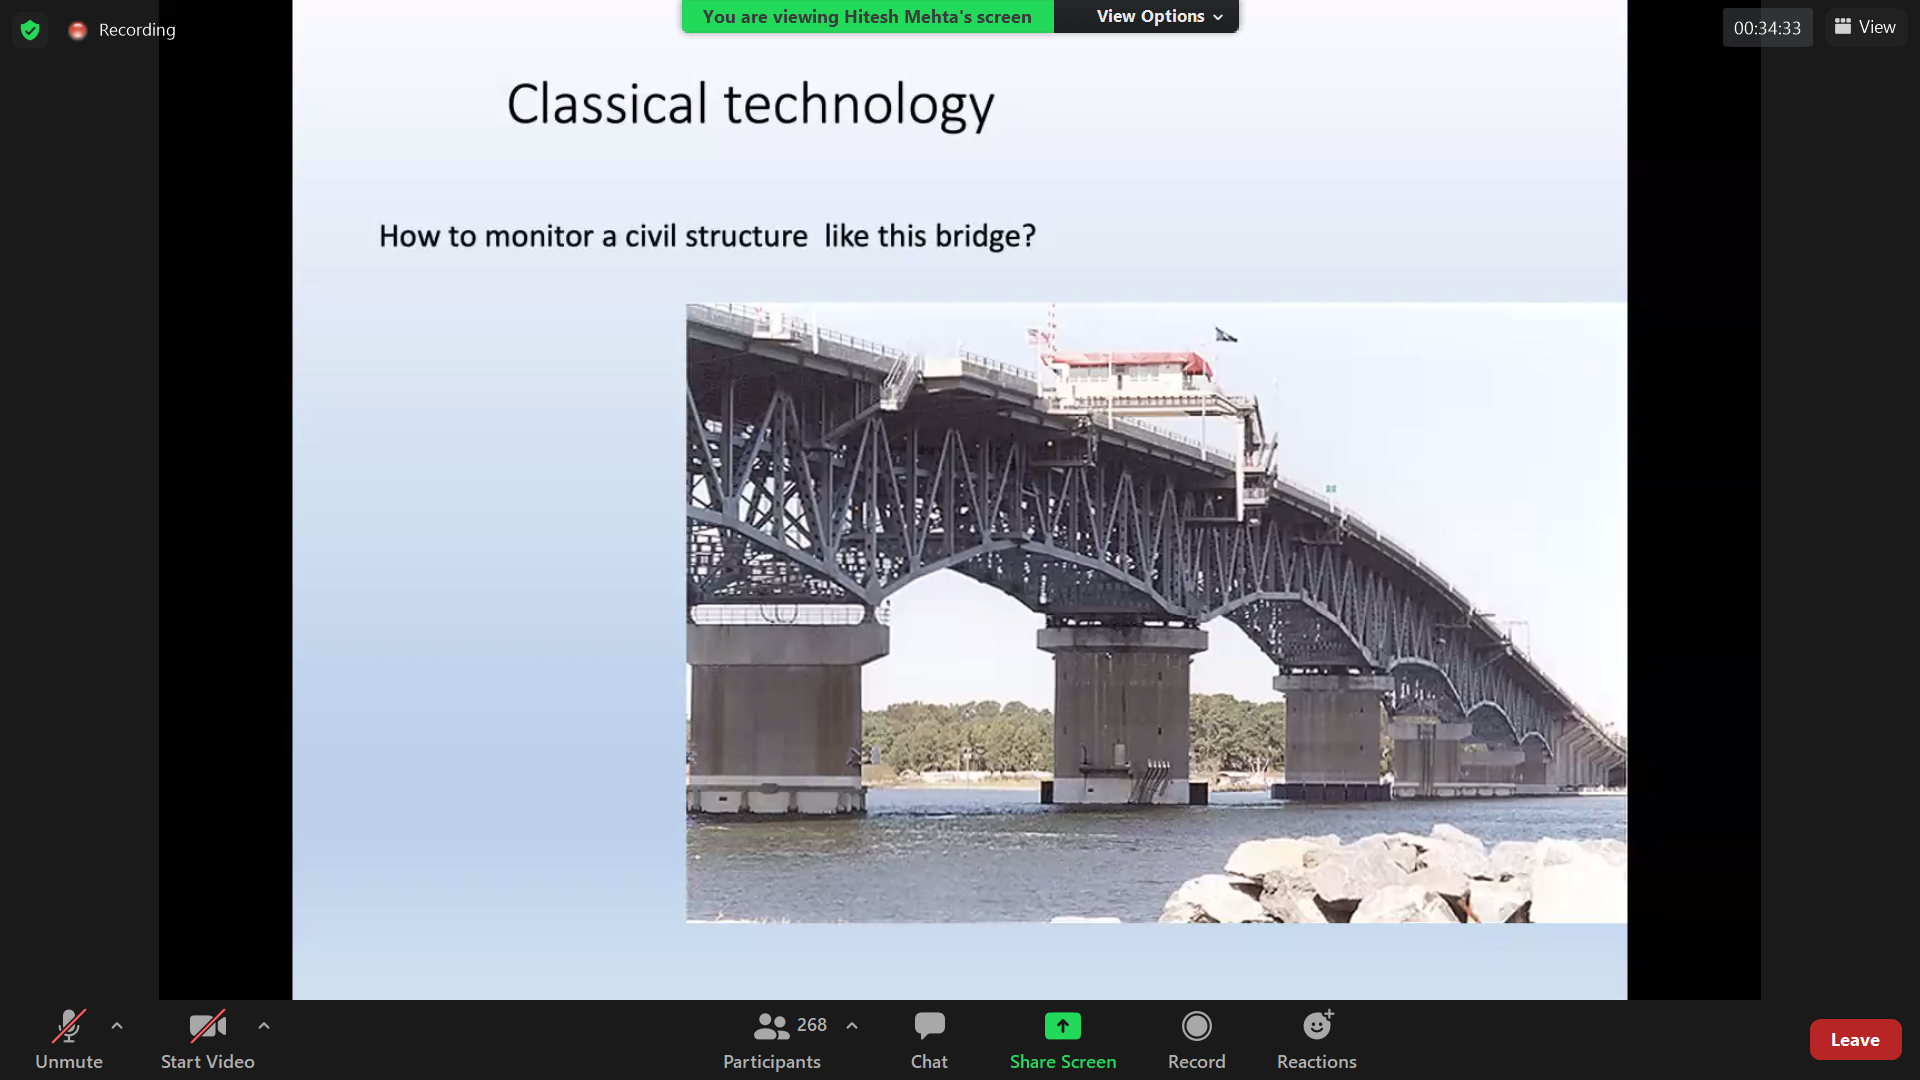 You are viewing Hitesh Mehta's screen
View Options
Recording
00:34:33
View
Classical technology
How to monitor a civil structure  like this bridge?
Unmute
Start Video
268
Participants
Chat
Share Screen
Record
Reactions
Leave